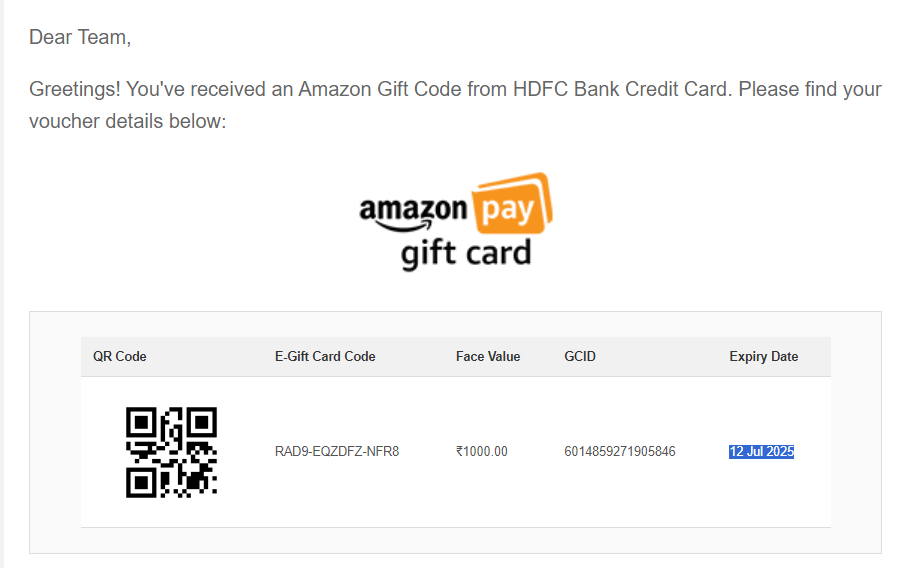 Dear Team,
Greetings! You've received an Amazon Gift Code from HDFC Bank Credit Card. Please find your
voucher details below:
amazon pay
gift card
QR Code E-Gift Card Code Face Value GCID Expiry Date
RAD9-EQZDFZ-NFR8 ₹1000.00 6014859271905846 12 Jul 2025